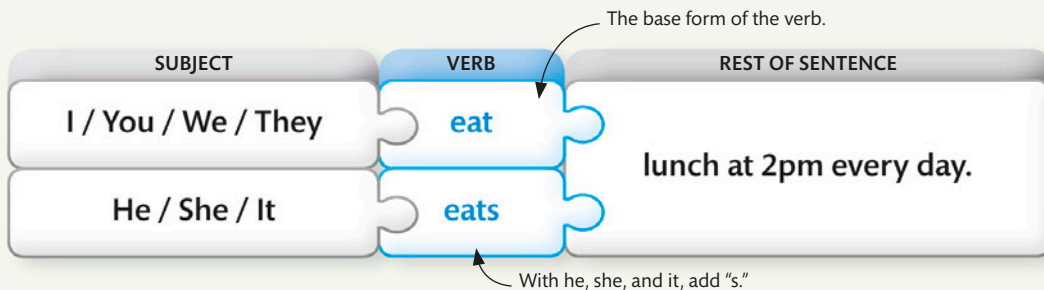 The base form of the verb.
SUBJECT VERB REST OF SENTENCE
I / You / We / They eat
lunch at 2pm every day.
He / She / It eats
With he, she, and it, add “s.”